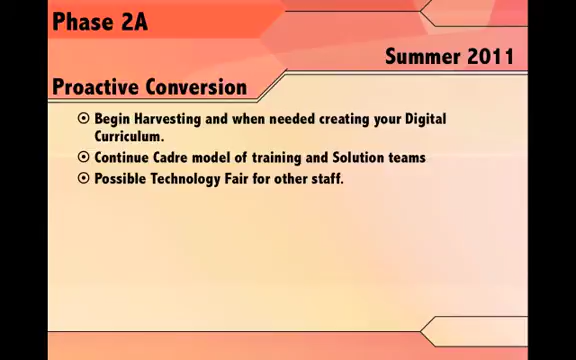 Phase 2A
Summer 2011
Proactive Conversion
Begin Harvesting and when needed creating your Digital
Curriculum.
Continue Cadre model of training and Solution teams
Possible Technology Fair for other staff.